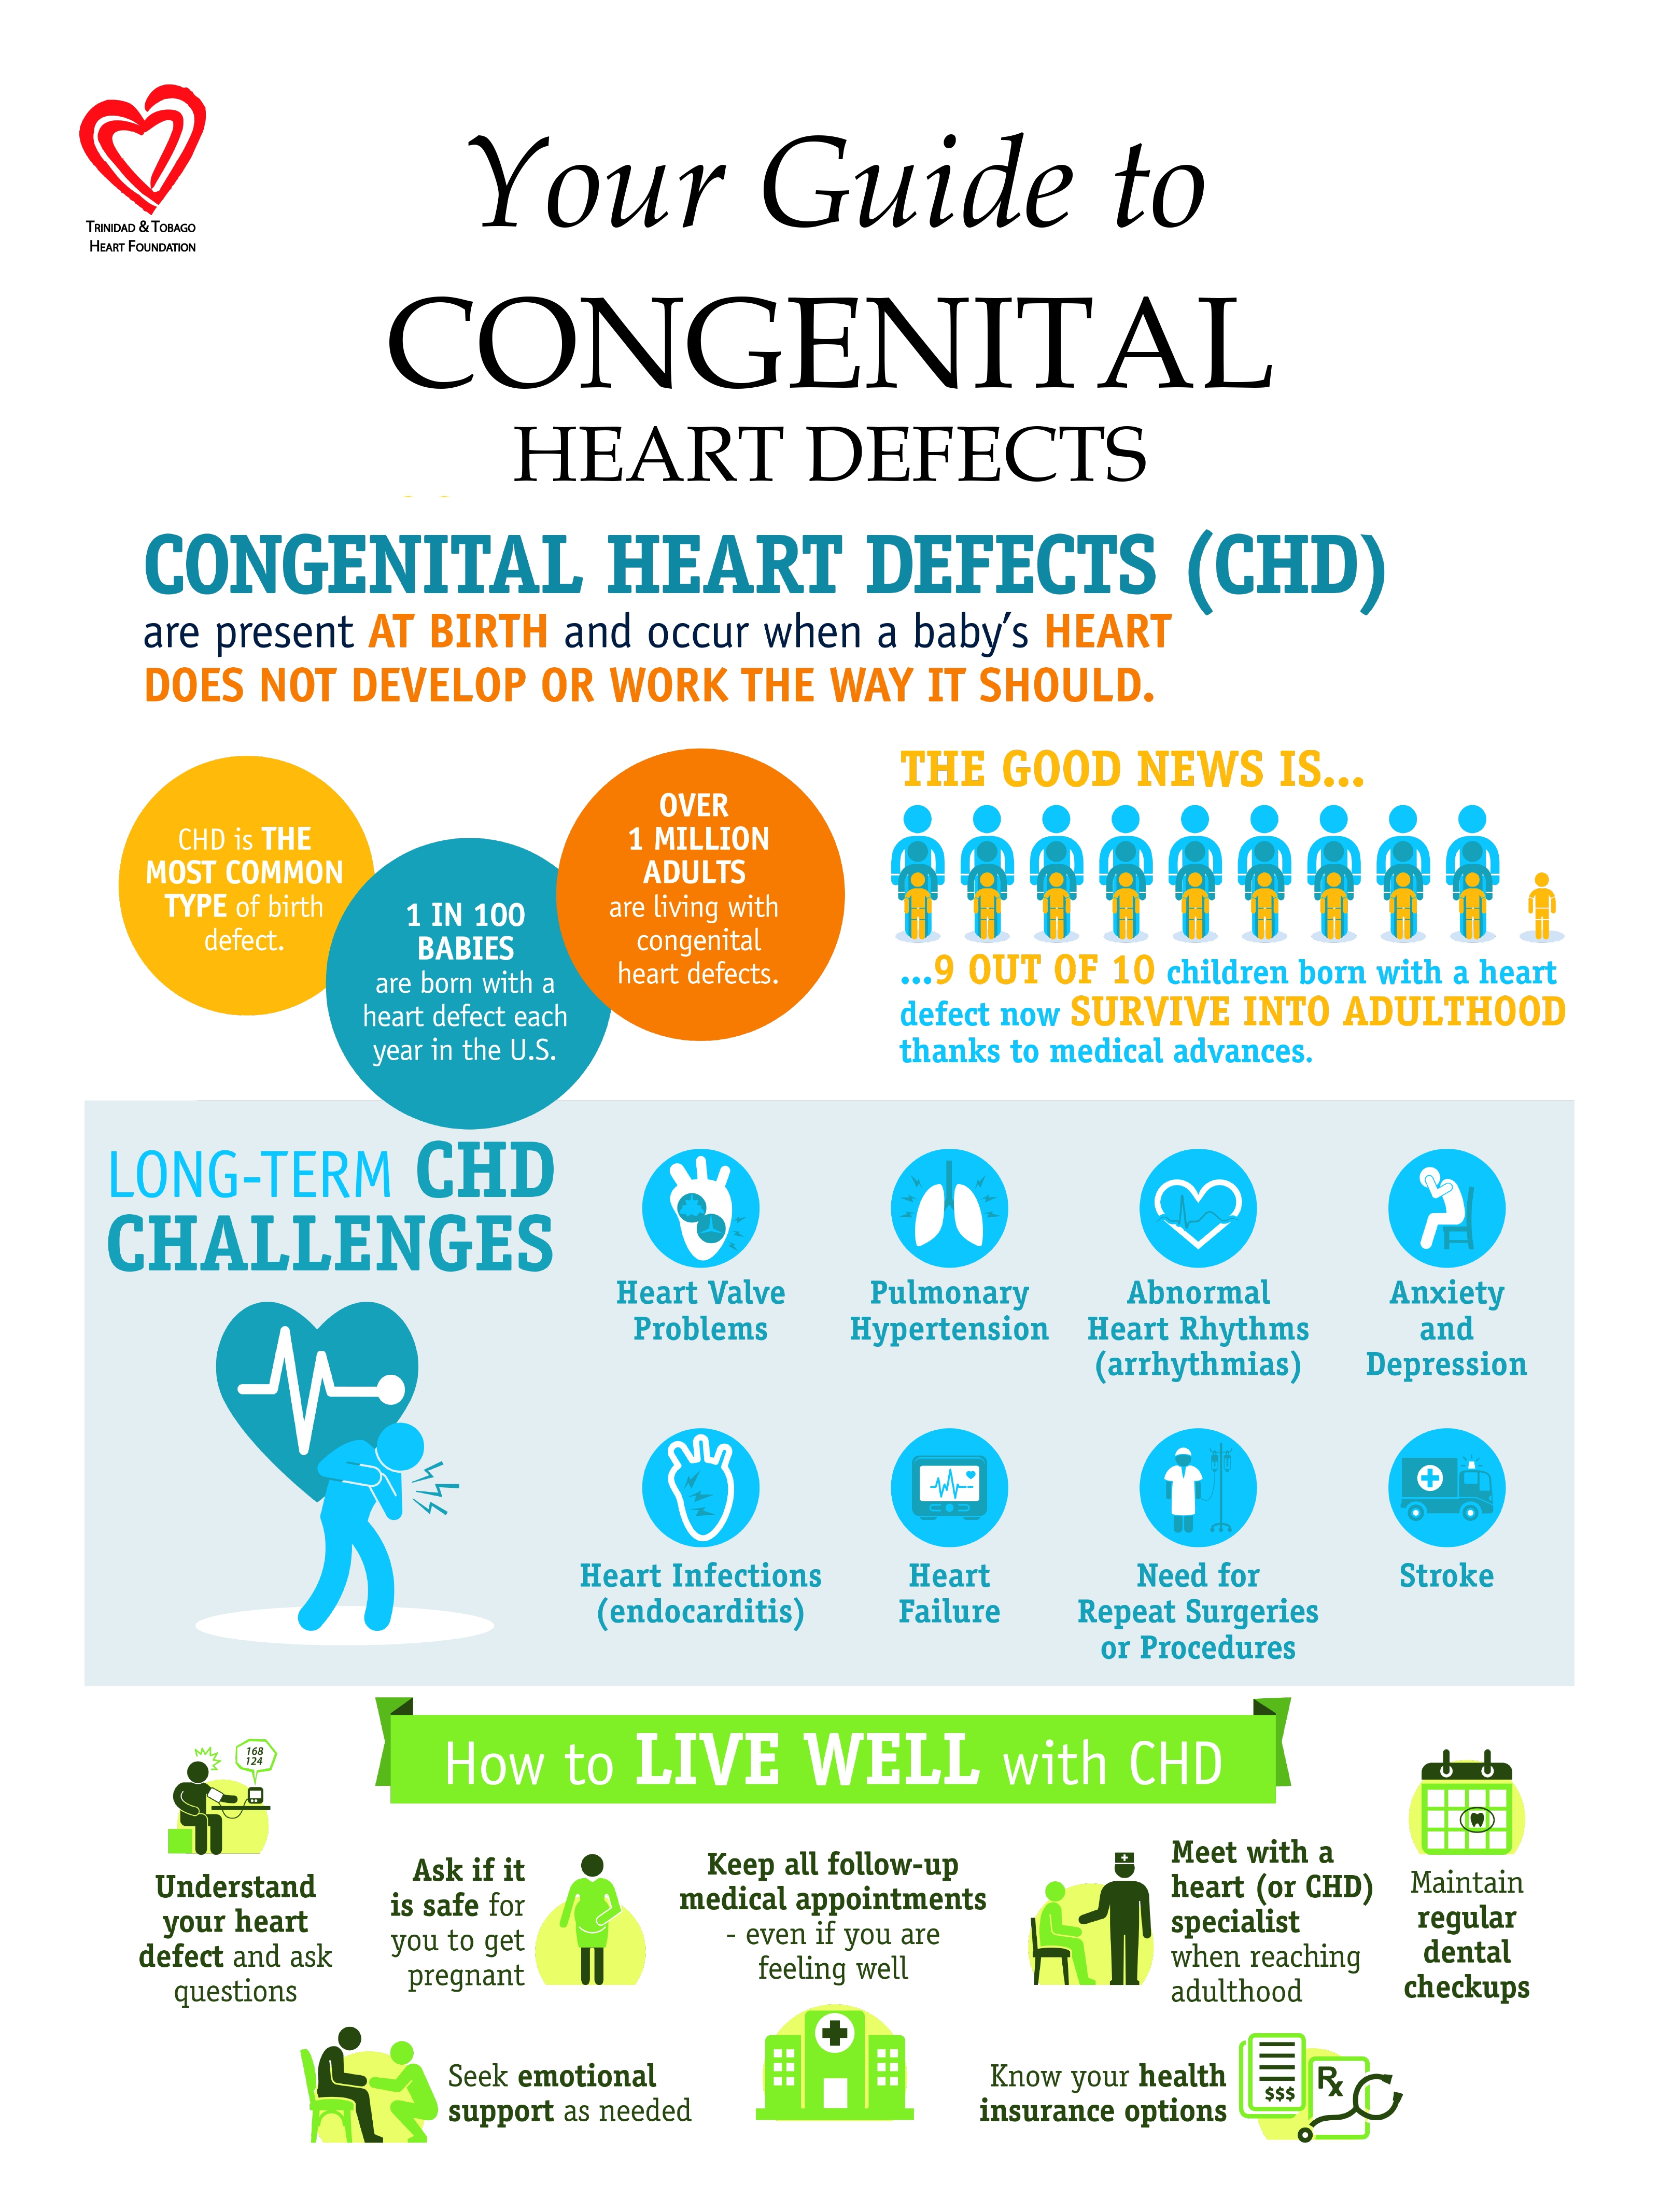 TRINIDAD & TOBAGO
HEART FOUNDATION
Your Guide to
CONGENITAL
HEART DEFECTS
CONGENITAL HEART DEFECTS (CHD)
are present AT BIRTH and occur when a baby's HEART
DOES NOT DEVELOP OR WORK THE WAY IT SHOULD.
CHD is THE
MOST COMMON
TYPE of birth
defect.
1 IN 100
BABIES
are born with a
heart defect each
year in the U.S.
OVER
1 MILLION
ADULTS
are living with
congenital
heart defects.
THE GOOD NEWS IS...
...9 OUT OF 10 children born with a heart
defect now SURVIVE INTO ADULTHOOD
thanks to medical advances.
LONG-TERM CHD
CHALLENGES
Heart Valve
Problems
Pulmonary
Hypertension
Abnormal
Heart Rhythms
(arrhythmias)
Anxiety
and
Depression
Heart Infections
(endocarditis)
Heart
Failure
Need for
Repeat Surgeries
or Procedures
Stroke
How to LIVE WELL with CHD
168
124
Understand
your heart
defect and ask
questions
Ask if it
is safe for
you to get
pregnant
Keep all follow-up
medical appointments
- even if you are
feeling well
Meet with a
heart (or CHD)
specialist
when reaching
adulthood
Maintain
regular
dental
checkups
Seek emotional
support as needed
Know your health
insurance options
$$$
Rx